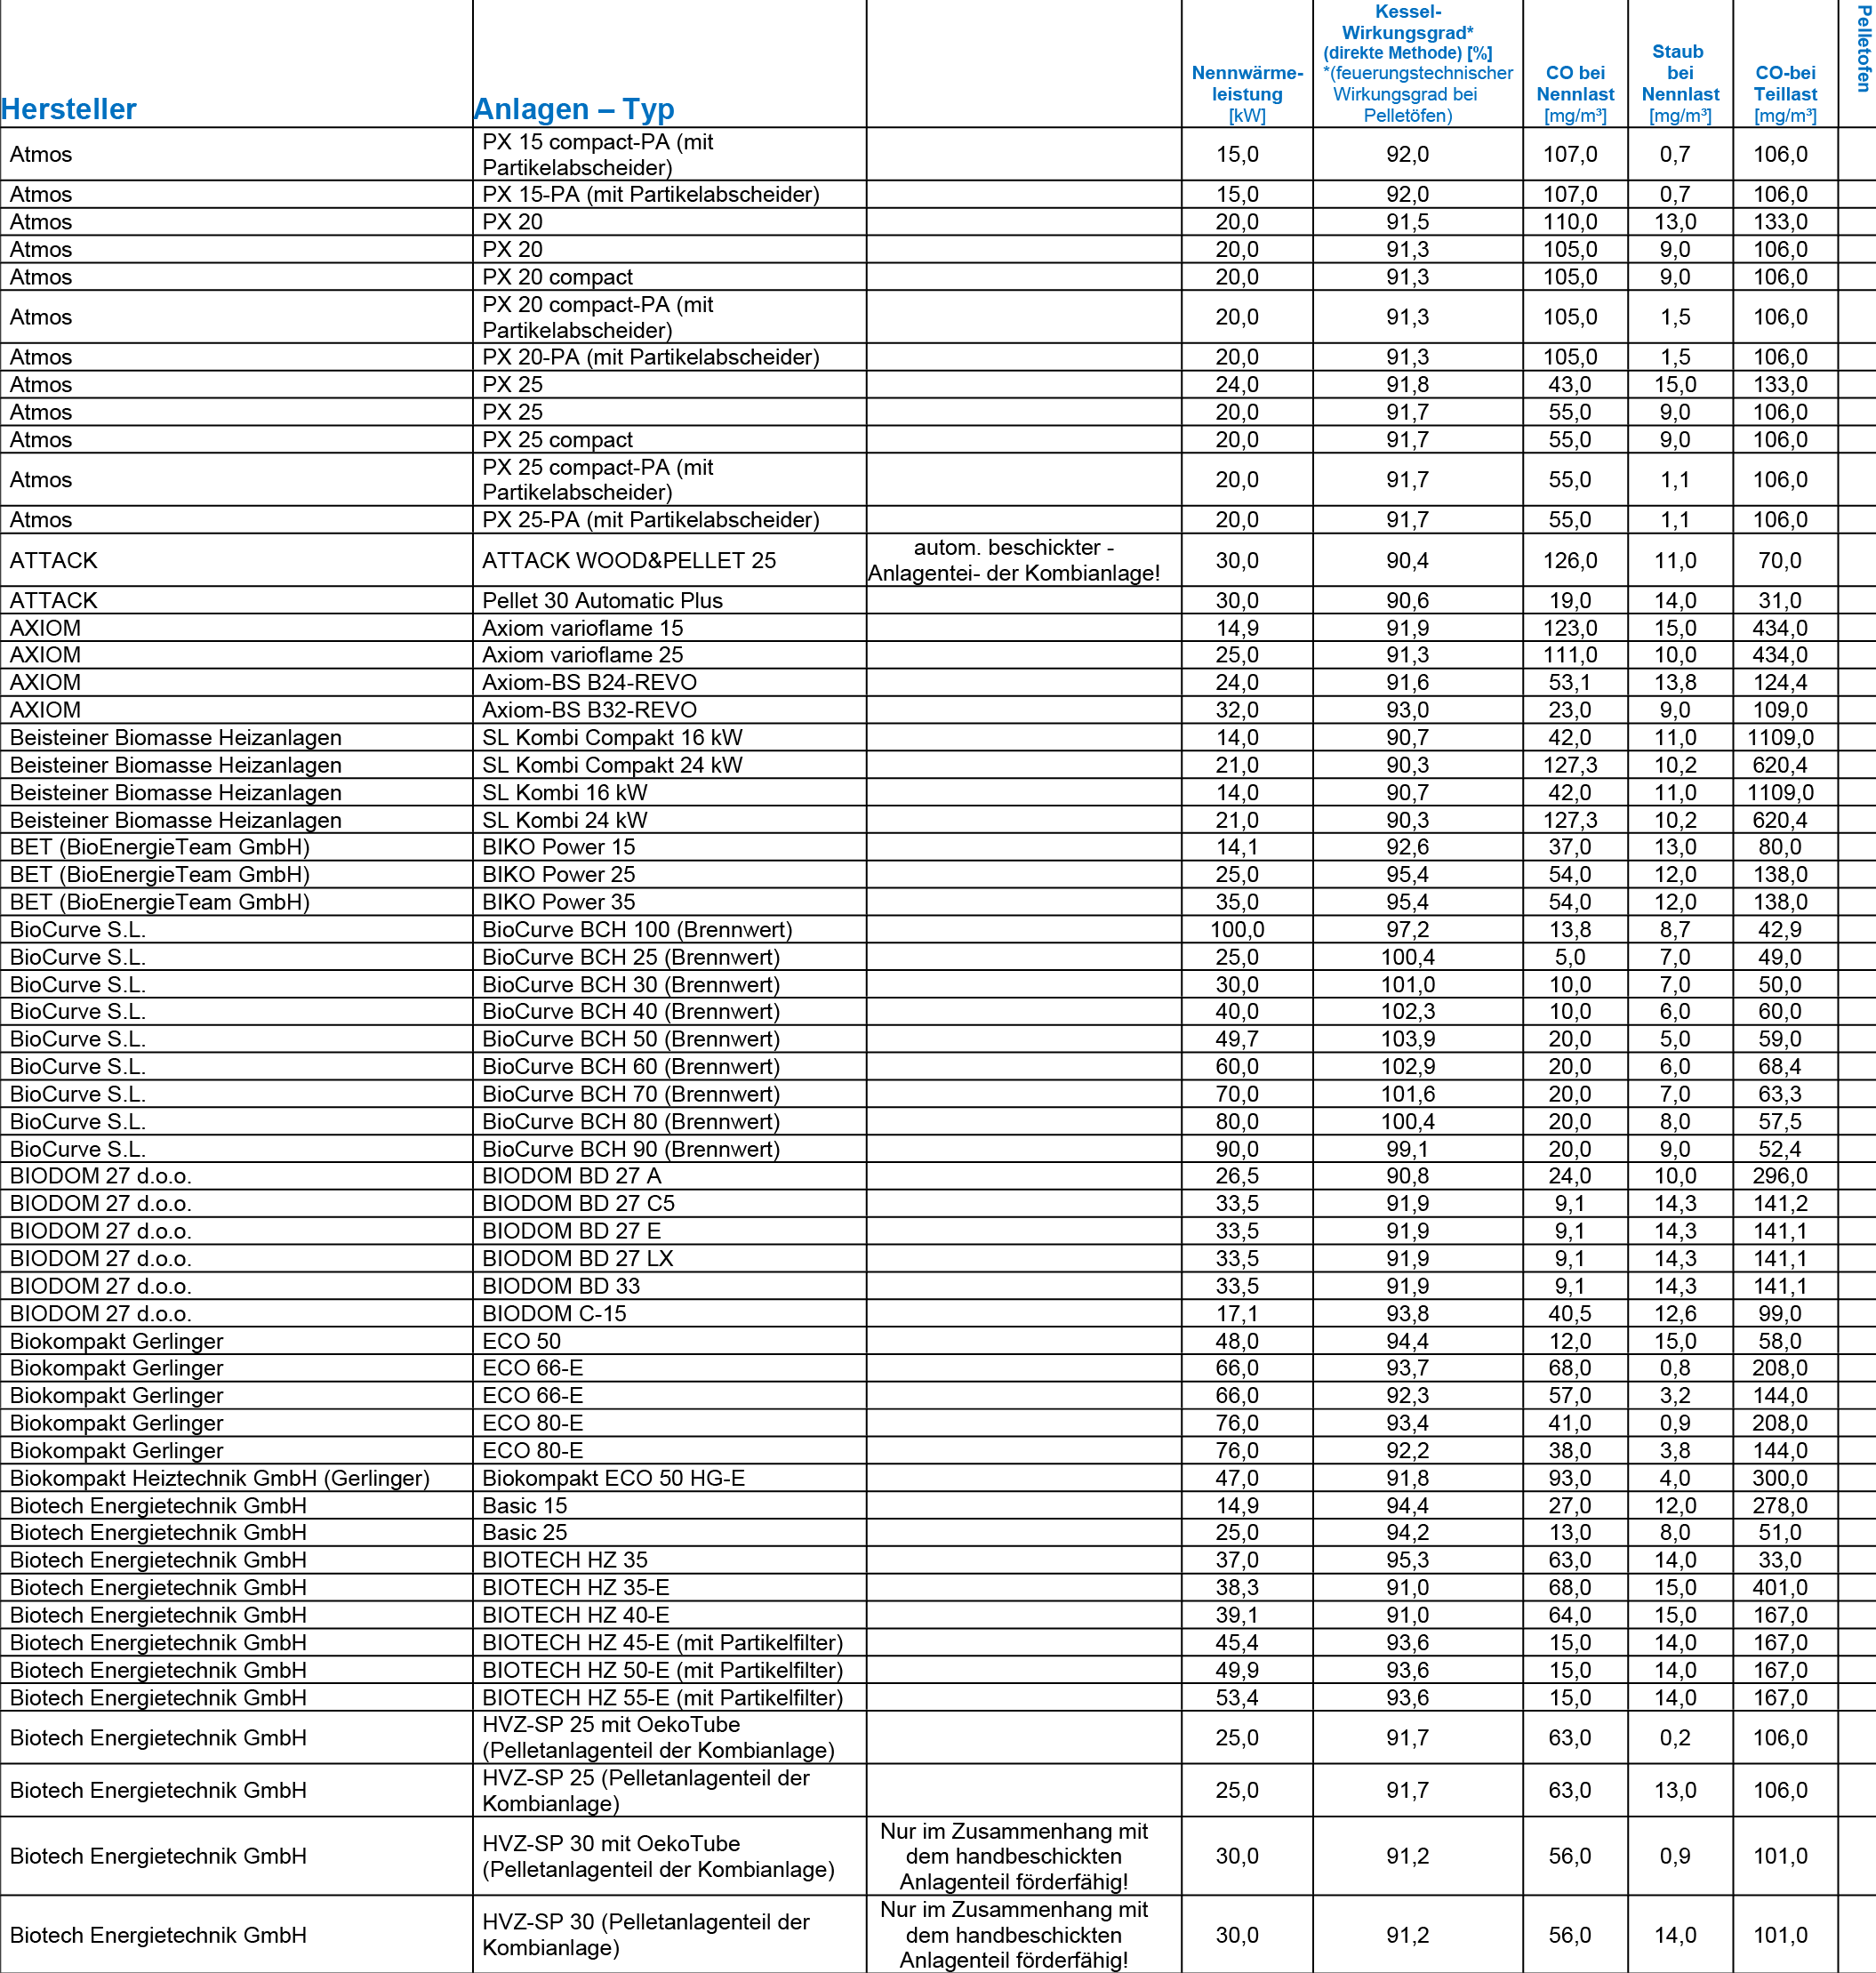 Hersteller Anlagen – Typ Nennwärme-leistung [kW] Kessel-Wirkungsgrad* (direkte Methode) [%] *(feuerungstechnischer Wirkungsgrad bei Pelletöfen) CO bei Nennlast [mg/m³] Staub bei Nennlast [mg/m³] CO-bei Teillast [mg/m³] Pelletofen
Atmos PX 15 compact-PA (mit Partikelabscheider) 15,0 92,0 107,0 0,7 106,0
Atmos PX 15-PA (mit Partikelabscheider) 15,0 92,0 107,0 0,7 106,0
Atmos PX 20 20,0 91,5 110,0 13,0 133,0
Atmos PX 20 20,0 91,3 105,0 9,0 106,0
Atmos PX 20 compact 20,0 91,3 105,0 9,0 106,0
Atmos PX 20 compact-PA (mit Partikelabscheider) 20,0 91,3 105,0 1,5 106,0
Atmos PX 20-PA (mit Partikelabscheider) 20,0 91,3 105,0 1,5 106,0
Atmos PX 25 24,0 91,8 43,0 15,0 133,0
Atmos PX 25 20,0 91,7 55,0 9,0 106,0
Atmos PX 25 compact 20,0 91,7 55,0 9,0 106,0
Atmos PX 25 compact-PA (mit Partikelabscheider) 20,0 91,7 55,0 1,1 106,0
Atmos PX 25-PA (mit Partikelabscheider) 20,0 91,7 55,0 1,1 106,0
ATTACK ATTACK WOOD&PELLET 25 autom. beschickter - Anlagentei- der Kombianlage! 30,0 90,4 126,0 11,0 70,0
ATTACK Pellet 30 Automatic Plus 30,0 90,6 19,0 14,0 31,0
AXIOM Axiom varioflame 15 14,9 91,9 123,0 15,0 434,0
AXIOM Axiom varioflame 25 25,0 91,3 111,0 10,0 434,0
AXIOM Axiom-BS B24-REVO 24,0 91,6 53,1 13,8 124,4
AXIOM Axiom-BS B32-REVO 32,0 93,0 23,0 9,0 109,0
Beisteiner Biomasse Heizanlagen SL Kombi Compakt 16 kW 14,0 90,7 42,0 11,0 1109,0
Beisteiner Biomasse Heizanlagen SL Kombi Compakt 24 kW 21,0 90,3 127,3 10,2 620,4
Beisteiner Biomasse Heizanlagen SL Kombi 16 kW 14,0 90,7 42,0 11,0 1109,0
Beisteiner Biomasse Heizanlagen SL Kombi 24 kW 21,0 90,3 127,3 10,2 620,4
BET (BioEnergieTeam GmbH) BIKO Power 15 14,1 92,6 37,0 13,0 80,0
BET (BioEnergieTeam GmbH) BIKO Power 25 25,0 95,4 54,0 12,0 138,0
BET (BioEnergieTeam GmbH) BIKO Power 35 35,0 95,4 54,0 12,0 138,0
BioCurve S.L. BioCurve BCH 100 (Brennwert) 100,0 97,2 13,8 8,7 42,9
BioCurve S.L. BioCurve BCH 25 (Brennwert) 25,0 100,4 5,0 7,0 49,0
BioCurve S.L. BioCurve BCH 30 (Brennwert) 30,0 101,0 10,0 7,0 50,0
BioCurve S.L. BioCurve BCH 40 (Brennwert) 40,0 102,3 10,0 6,0 60,0
BioCurve S.L. BioCurve BCH 50 (Brennwert) 49,7 103,9 20,0 5,0 59,0
BioCurve S.L. BioCurve BCH 60 (Brennwert) 60,0 102,9 20,0 6,0 68,4
BioCurve S.L. BioCurve BCH 70 (Brennwert) 70,0 101,6 20,0 7,0 63,3
BioCurve S.L. BioCurve BCH 80 (Brennwert) 80,0 100,4 20,0 8,0 57,5
BioCurve S.L. BioCurve BCH 90 (Brennwert) 90,0 99,1 20,0 9,0 52,4
BIODOM 27 d.o.o. BIODOM BD 27 A 26,5 90,8 24,0 10,0 296,0
BIODOM 27 d.o.o. BIODOM BD 27 C5 33,5 91,9 9,1 14,3 141,2
BIODOM 27 d.o.o. BIODOM BD 27 E 33,5 91,9 9,1 14,3 141,1
BIODOM 27 d.o.o. BIODOM BD 27 LX 33,5 91,9 9,1 14,3 141,1
BIODOM 27 d.o.o. BIODOM BD 33 33,5 91,9 9,1 14,3 141,1
BIODOM 27 d.o.o. BIODOM C-15 17,1 93,8 40,5 12,6 99,0
Biokompakt Gerlinger ECO 50 48,0 94,4 12,0 15,0 58,0
Biokompakt Gerlinger ECO 66-E 66,0 93,7 68,0 0,8 208,0
Biokompakt Gerlinger ECO 66-E 66,0 92,3 57,0 3,2 144,0
Biokompakt Gerlinger ECO 80-E 76,0 93,4 41,0 0,9 208,0
Biokompakt Gerlinger ECO 80-E 76,0 92,2 38,0 3,8 144,0
Biokompakt Heiztechnik GmbH (Gerlinger) Biokompakt ECO 50 HG-E 47,0 91,8 93,0 4,0 300,0
Biotech Energietechnik GmbH Basic 15 14,9 94,4 27,0 12,0 278,0
Biotech Energietechnik GmbH Basic 25 25,0 94,2 13,0 8,0 51,0
Biotech Energietechnik GmbH BIOTECH HZ 35 37,0 95,3 63,0 14,0 33,0
Biotech Energietechnik GmbH BIOTECH HZ 35-E 38,3 91,0 68,0 15,0 401,0
Biotech Energietechnik GmbH BIOTECH HZ 40-E 39,1 91,0 64,0 15,0 167,0
Biotech Energietechnik GmbH BIOTECH HZ 45-E (mit Partikelfilter) 45,4 93,6 15,0 14,0 167,0
Biotech Energietechnik GmbH BIOTECH HZ 50-E (mit Partikelfilter) 49,9 93,6 15,0 14,0 167,0
Biotech Energietechnik GmbH BIOTECH HZ 55-E (mit Partikelfilter) 53,4 93,6 15,0 14,0 167,0
Biotech Energietechnik GmbH HVZ-SP 25 mit OekoTube (Pelletanlagenteil der Kombianlage) 25,0 91,7 63,0 0,2 106,0
Biotech Energietechnik GmbH HVZ-SP 25 (Pelletanlagenteil der Kombianlage) 25,0 91,7 63,0 13,0 106,0
Biotech Energietechnik GmbH HVZ-SP 30 mit OekoTube (Pelletanlagenteil der Kombianlage) Nur im Zusammenhang mit dem handbeschickten Anlagenteil förderfähig! 30,0 91,2 56,0 0,9 101,0
Biotech Energietechnik GmbH HVZ-SP 30 (Pelletanlagenteil der Kombianlage) Nur im Zusammenhang mit dem handbeschickten Anlagenteil förderfähig! 30,0 91,2 56,0 14,0 101,0